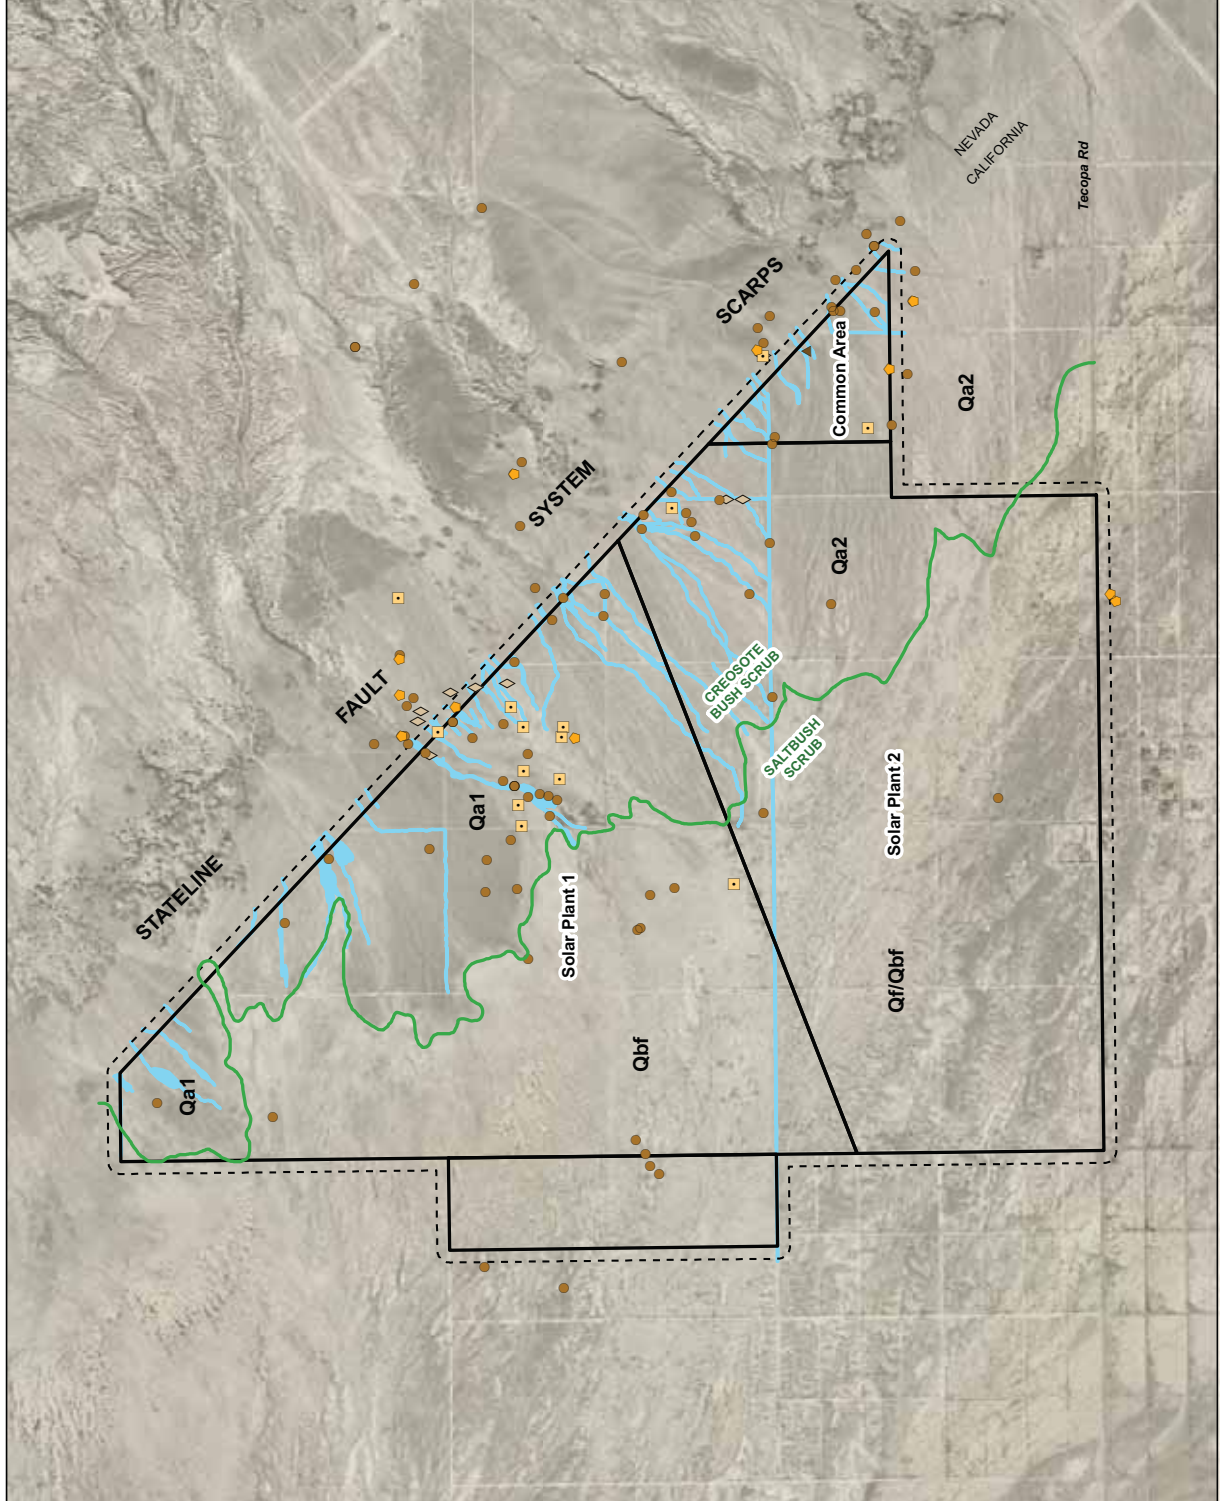 NEVADA
CALIFORNIA
Tecopa Rd
STATELINE
FAULT
SYSTEM
SCARPS
Common Area
Qa2
Qa2
CREOSOTE
BUSH SCRUB
SALTBUSH
SCRUB
Qa1
Solar Plant 2
Solar Plant 1
Qf/Qbf
Qbf
Qa1